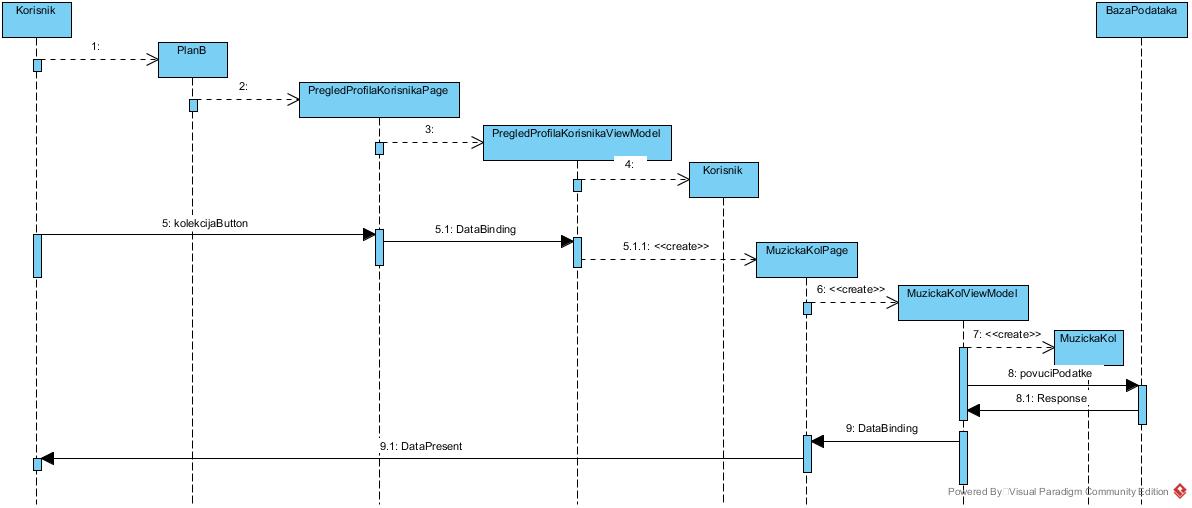 Korisnik
BazaPodataka
1:
PlanB
2:
PregledProfilaKorisnikaPage
3:
PregledProfilaKorisnikaViewModel
4:
Korisnik
5: kolekcijaButton
5.1: DataBinding
5.1.1: <<create>>
MuzickaKolPage
6: <<create>>
MuzickaKolViewModel
7: <<create>>
MuzickaKol
8: povuciPodatke
8.1: Response
9: DataBinding
9.1: DataPresent
Powered By Visual Paradigm Community Edition